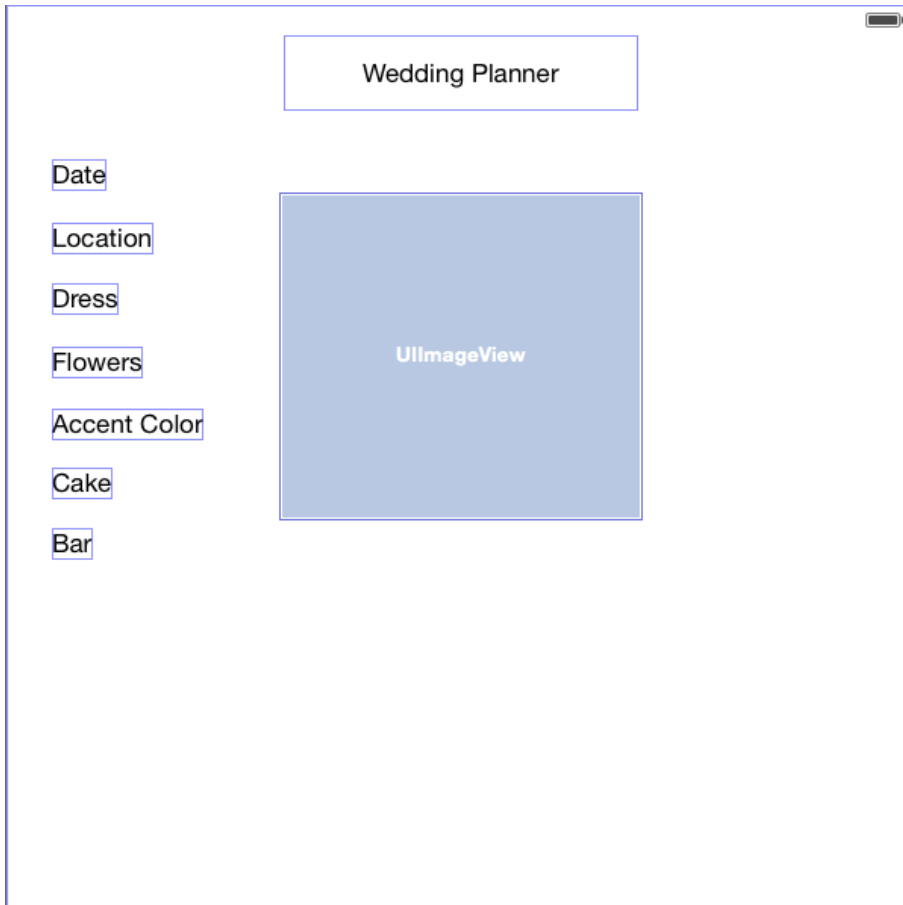 Wedding Planner
Date
Location
Dress
UIImageView
Flowers
Accent Color
Cake
Bar